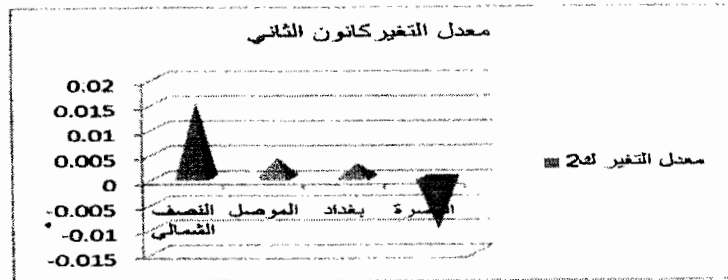 معدل التغير كانون الثاني
0.02
0.015
0.01
0.005
0
-0.005
-0.01
-0.015
النصف الشمالي
الموصل
بغداد
البصرة
معدل التغير ك2